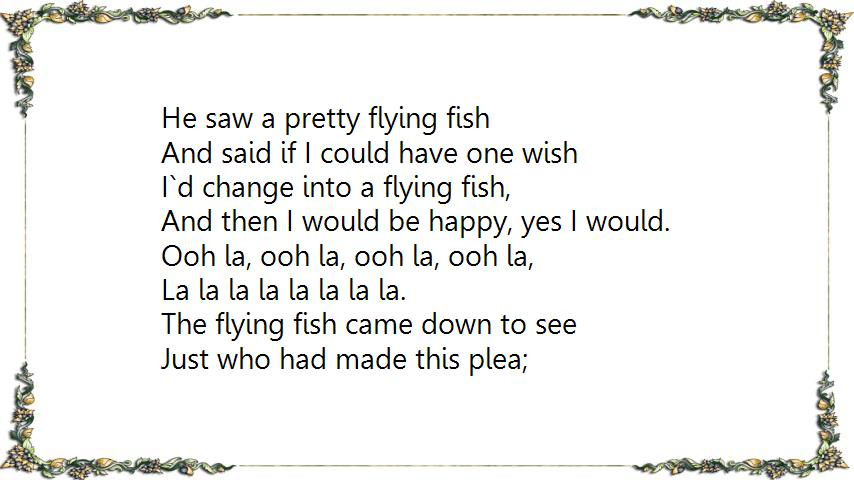 He saw a pretty flying fish
And said if I could have one wish
I`d change into a flying fish,
And then I would be happy, yes I would.
Ooh la, ooh la, ooh la, ooh la,
La la la la la la la la.
The flying fish came down to see
Just who had made this plea;